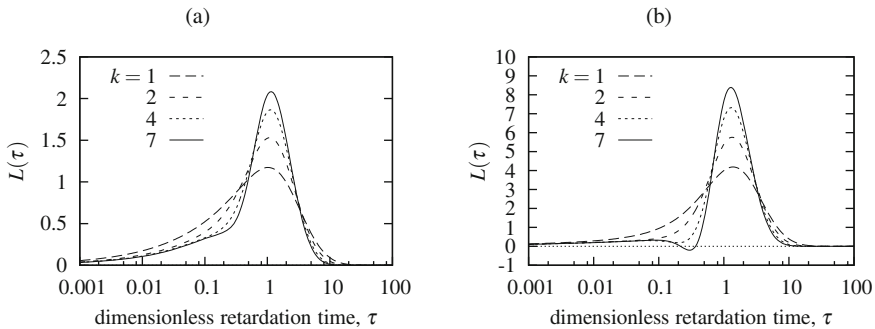 (a)
2.5
2
1.5
1
0.5
0
L(τ)
k = 1
2
4
7
0.001 0.01 0.1 1 10 100
dimensionless retardation time, τ
(b)
10
9
8
7
6
5
4
3
2
1
0
-1
L(τ)
k = 1
2
4
7
0.001 0.01 0.1 1 10 100
dimensionless retardation time, τ